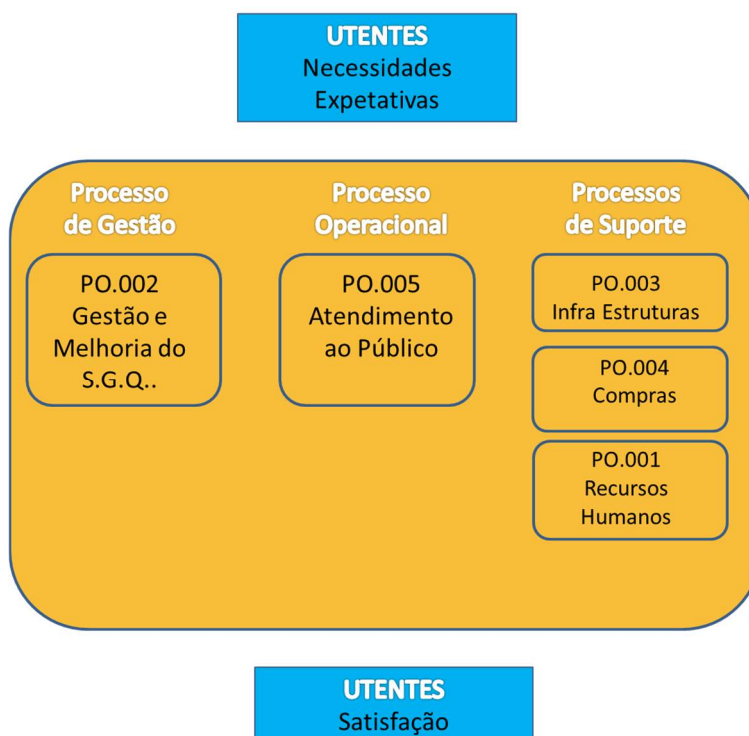 UTENTES
Necessidades
Expetativas
Processo
de Gestão
PO.002
Gestão e
Melhoria do
S.G.Q..
Processo
Operacional
PO.005
Atendimento
ao Público
Processos
de Suporte
PO.003
Infra Estruturas
PO.004
Compras
PO.001
Recursos
Humanos
UTENTES
Satisfação